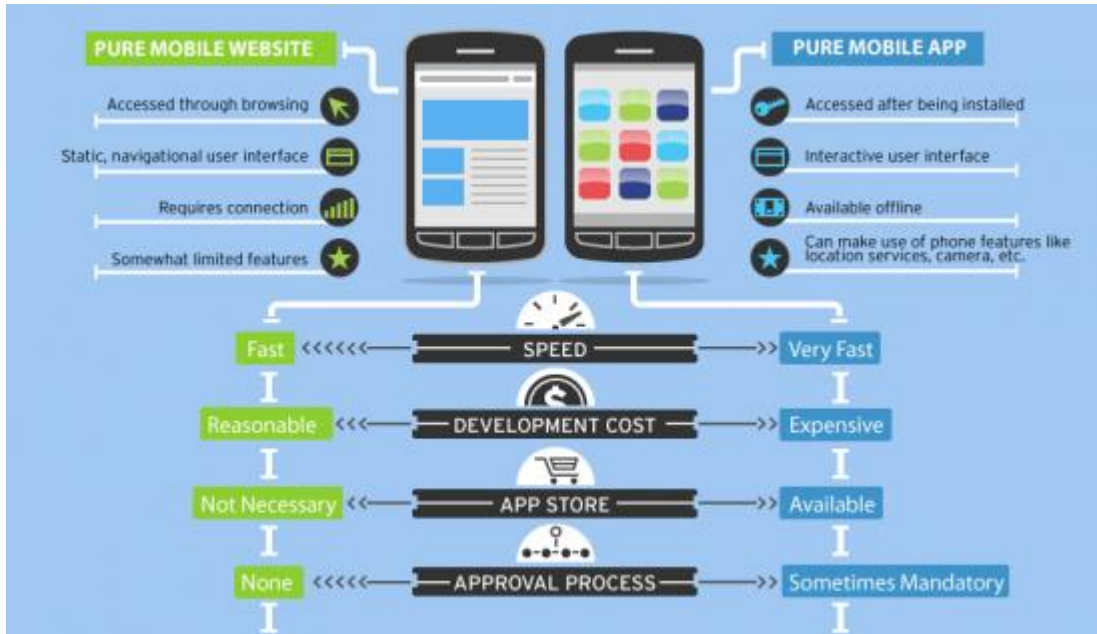 PURE MOBILE WEBSITE
Accessed through browsing
Static, navigational user interface
Requires connection
Somewhat limited features
PURE MOBILE APP
Accessed after being installed
Interactive user interface
Available offline
Can make use of phone features like
location services, camera, etc.
Fast
SPEED
Very Fast
Reasonable
DEVELOPMENT COST
Expensive
Not Necessary
APP STORE
Available
None
APPROVAL PROCESS
Sometimes Mandatory